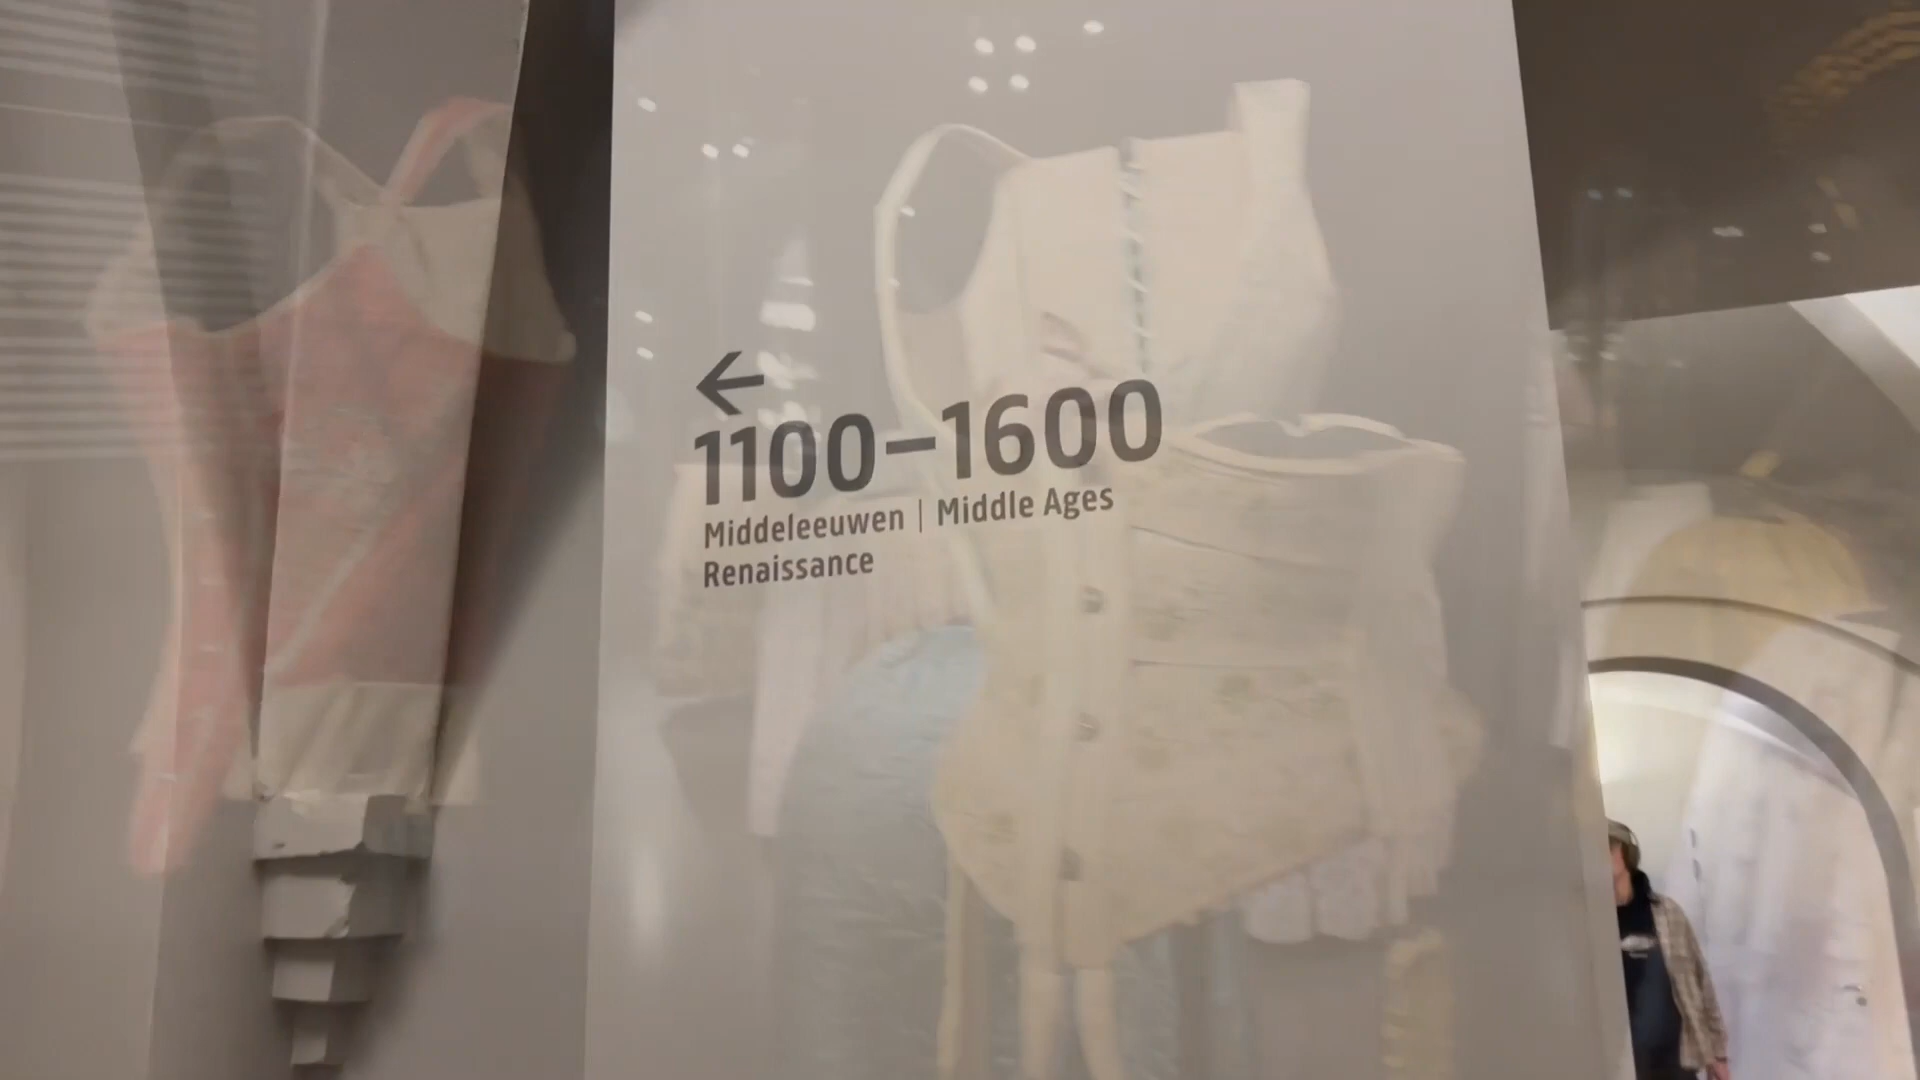 ←
1100–1600
Middeleeuwen | Middle Ages
Renaissance